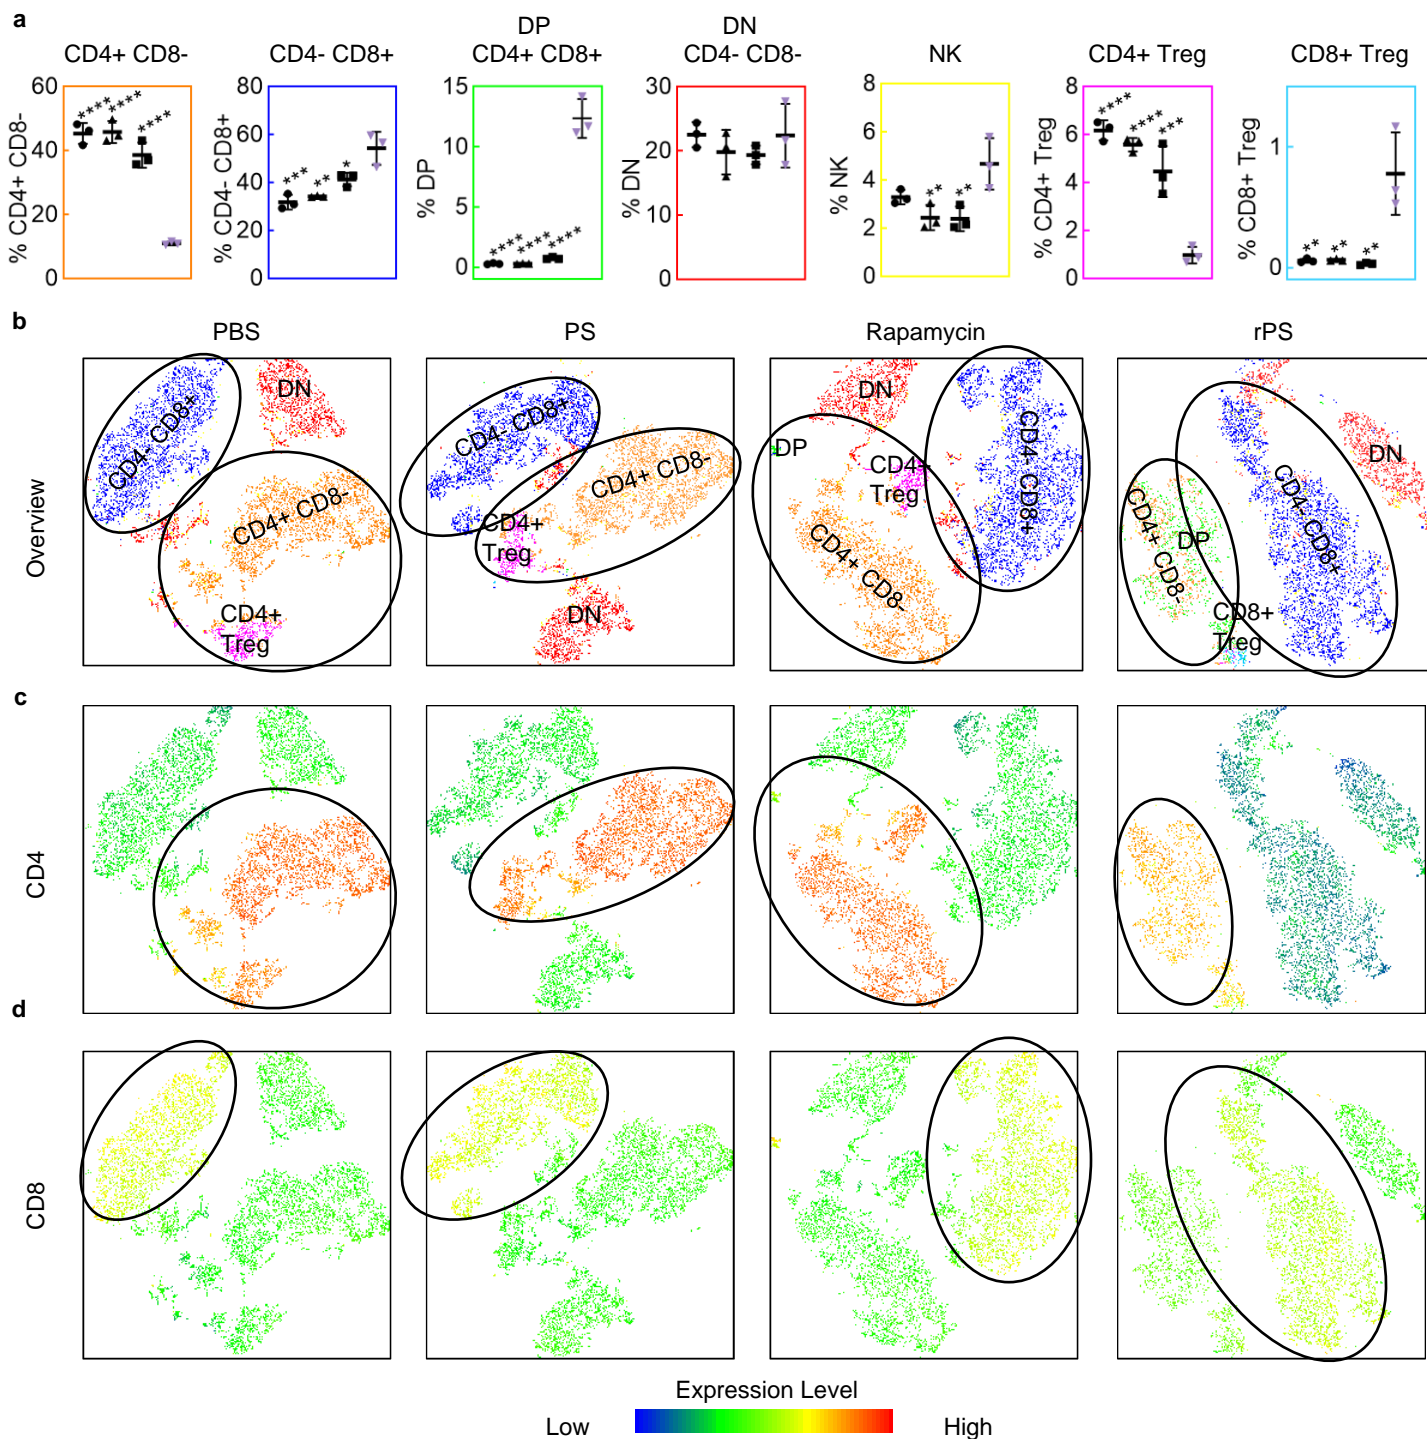 a
DP
DN
CD4+ CD8-
CD4- CD8+
CD4+ CD8+
CD4- CD8-
NK
CD4+ Treg
CD8+ Treg
% CD4+ CD8-
60
40
20
0
****
****
****
% CD4- CD8+
80
60
40
20
0
***
**
*
% DP
15
10
5
0
****
****
****
% DN
30
20
10
0
% NK
8
6
4
2
0
**
**
% CD4+ Treg
8
6
4
2
0
****
****
***
% CD8+ Treg
1
0
**
**
**
b
PBS
PS
Rapamycin
rPS
Overview
CD4- CD8+
DN
CD4+ CD8-
CD4+
Treg
CD4- CD8+
CD4+ CD8-
CD4+
Treg
DN
DN
DP
CD4+
Treg
CD4- CD8+
CD4+ CD8-
CD4+ CD8-
DP
CD4- CD8+
DN
CD8+
Treg
c
CD4
d
CD8
Expression Level
Low
High